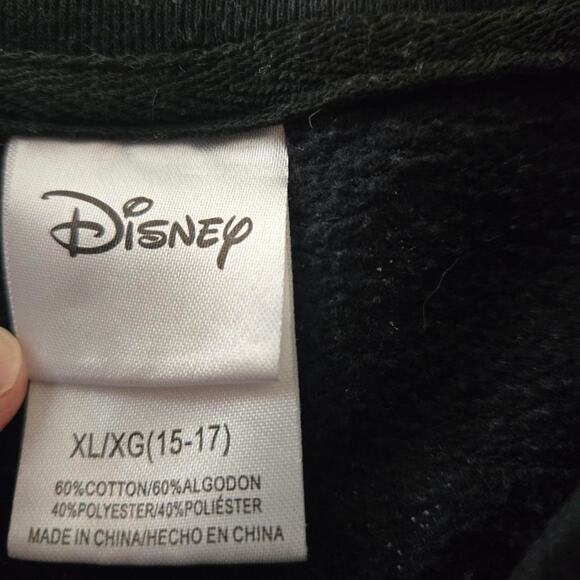 Disney
XL/XG(15-17)
60%COTTON/60%ALGODON
40%POLYESTER/40%POLIÉSTER
MADE IN CHINA/HECHO EN CHINA